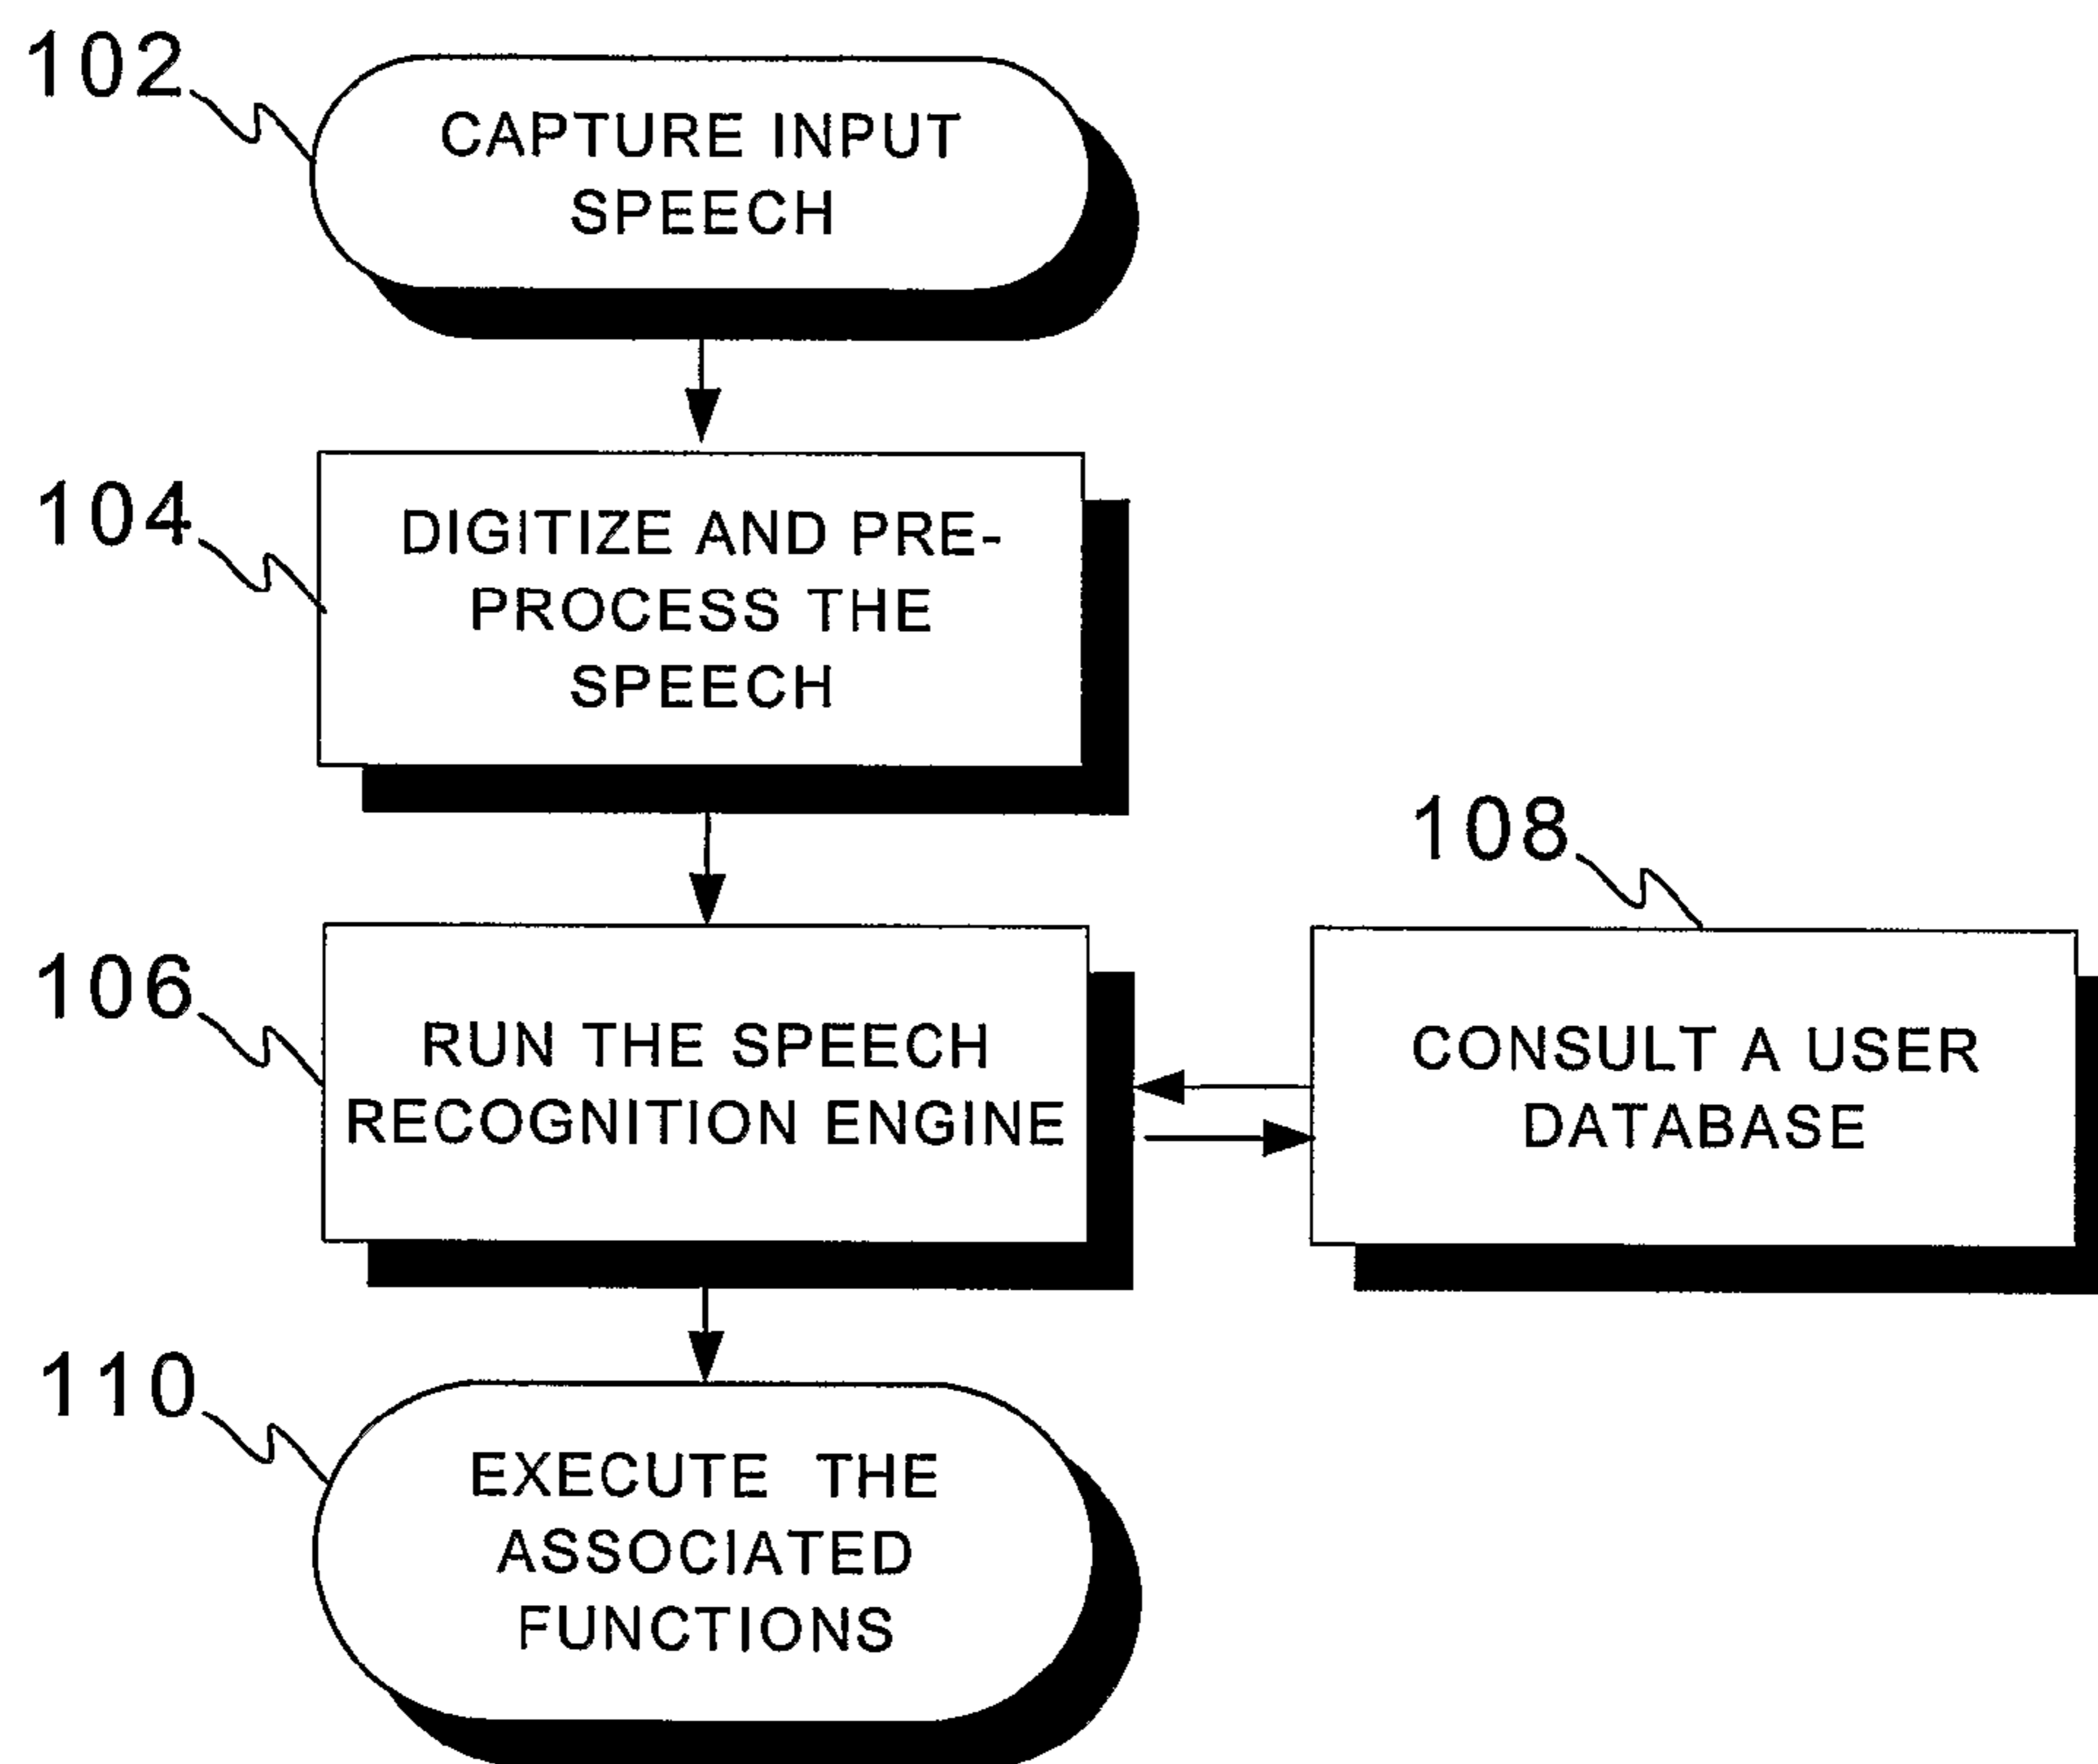 102
CAPTURE INPUT
SPEECH
104
DIGITIZE AND PRE-
PROCESS THE
SPEECH
106
RUN THE SPEECH
RECOGNITION ENGINE
108
CONSULT A USER
DATABASE
110
EXECUTE THE
ASSOCIATED
FUNCTIONS